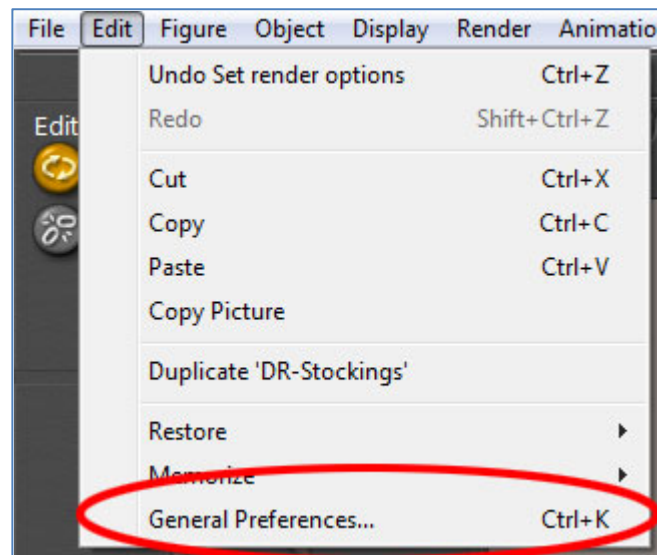 File Edit Figure Object Display Render Animatio
Undo Set render options Ctrl+Z
Edit
Redo Shift+Ctrl+Z
Cut Ctrl+X
Copy Ctrl+C
Paste Ctrl+V
Copy Picture
Duplicate 'DR-Stockings'
Restore
Memorize
General Preferences... Ctrl+K